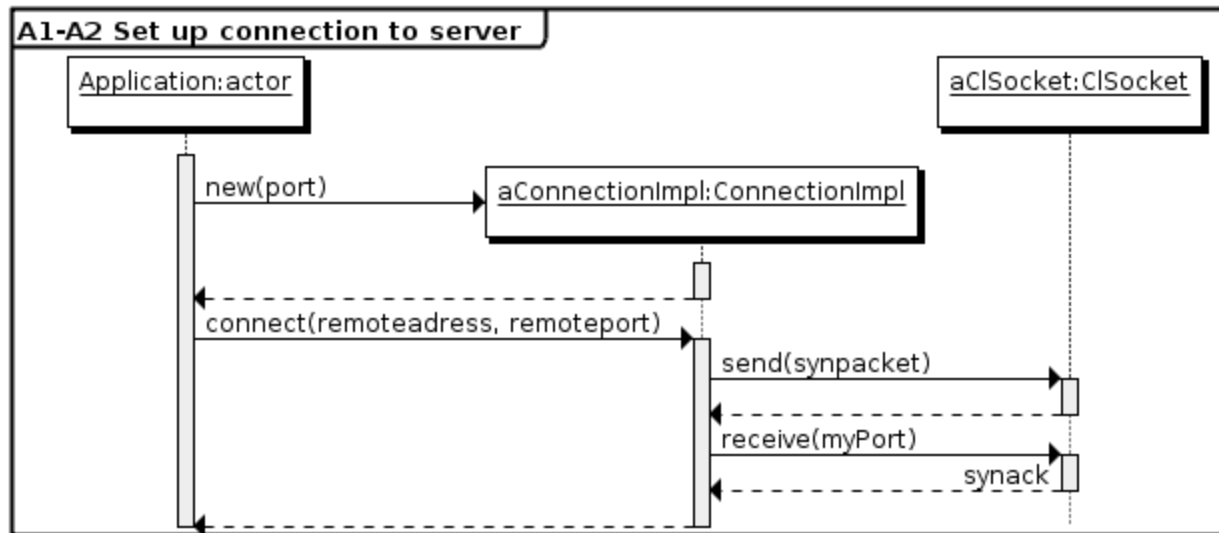 A1-A2 Set up connection to server
Application:actor
aClSocket:ClSocket
new(port)
aConnectionImpl:ConnectionImpl
connect(remoteadress, remoteport)
send(synpacket)
receive(myPort)
synack